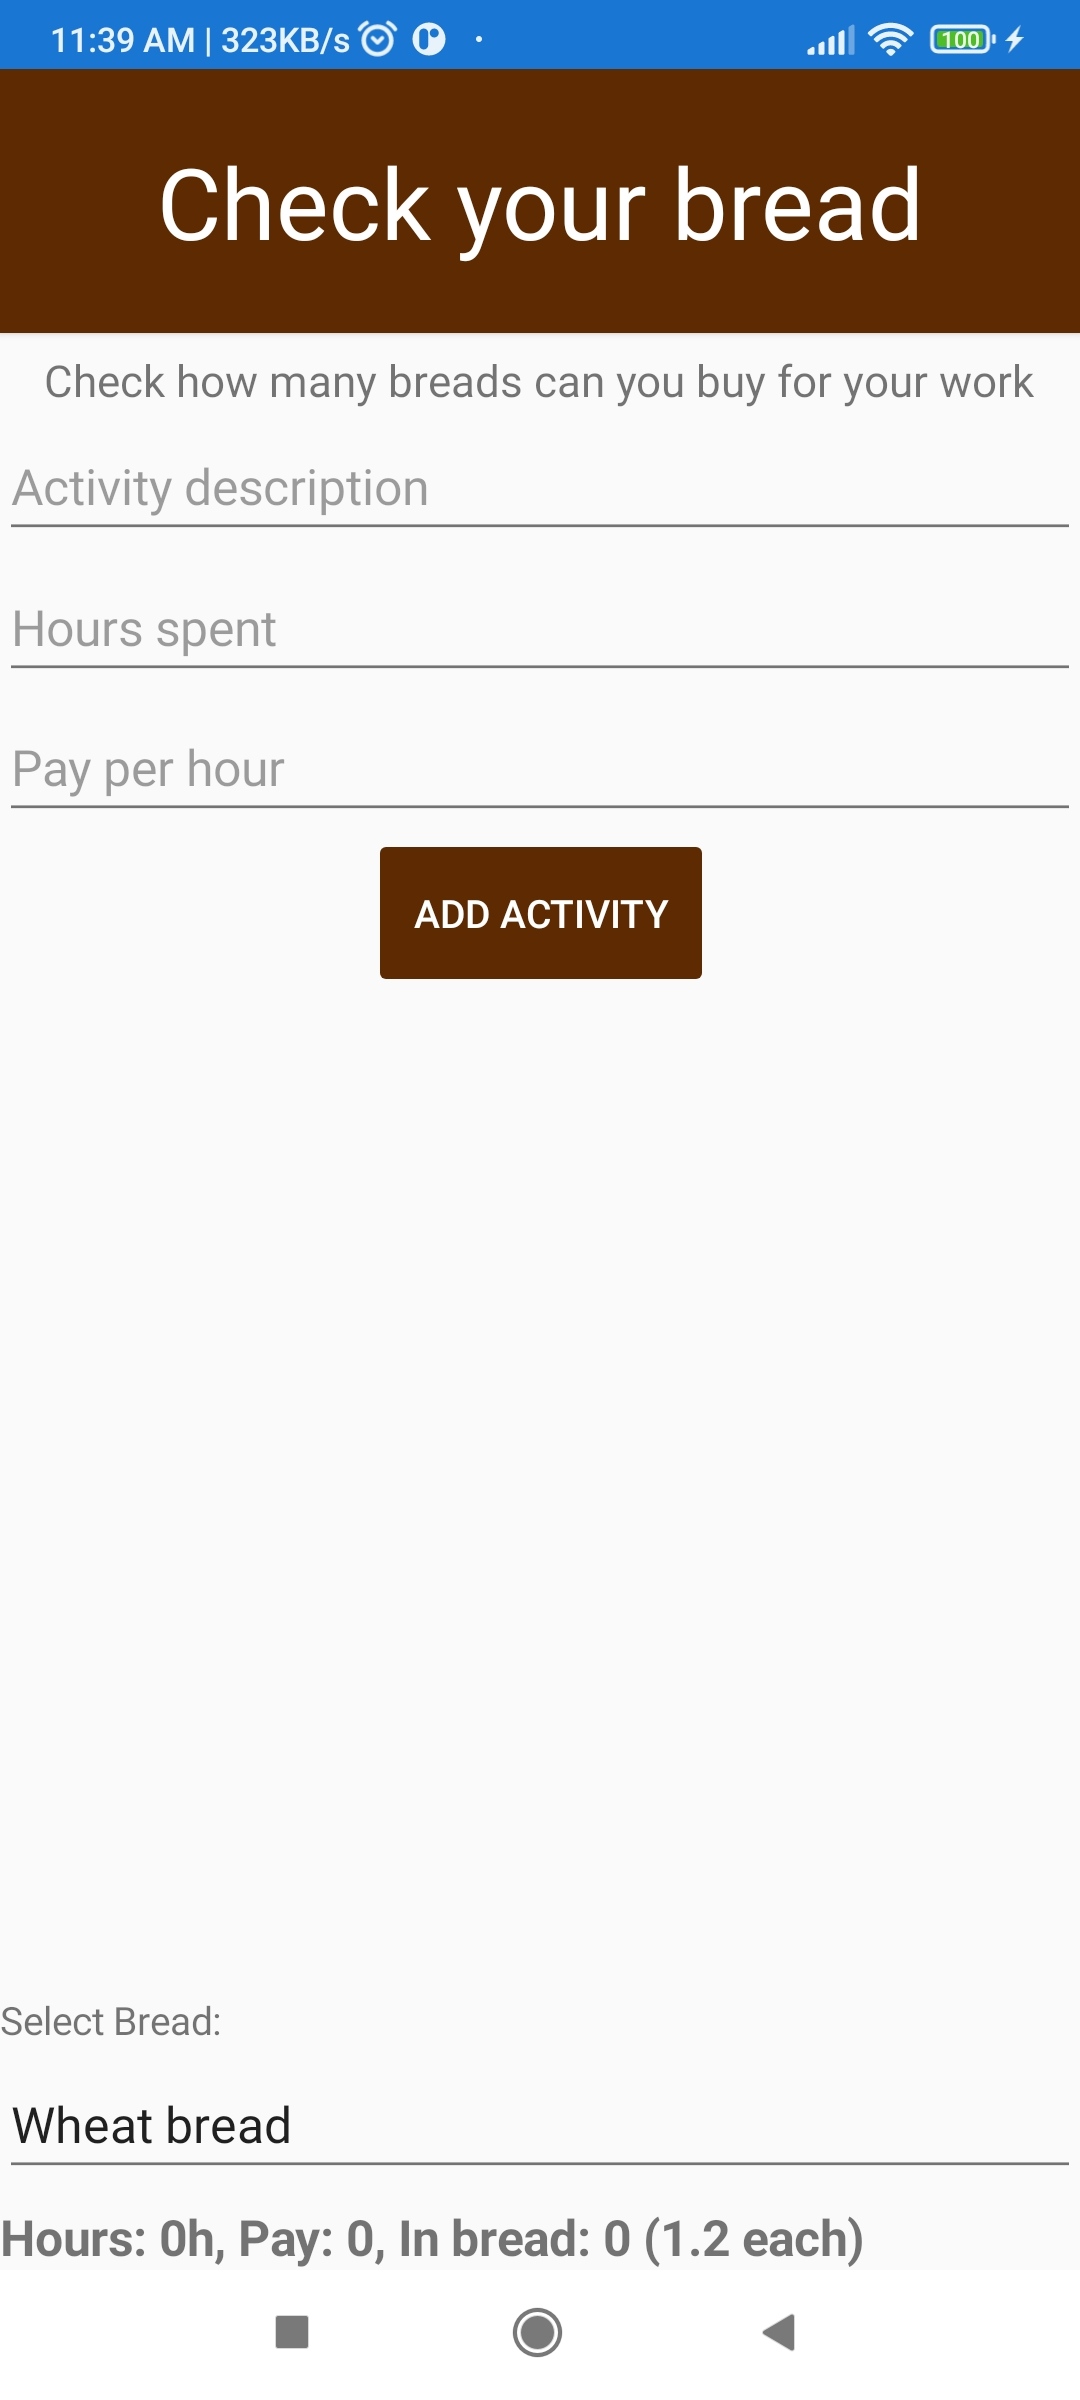 11:39 AM | 323KB/s
100
Check your bread
Check how many breads can you buy for your work
Activity description
Hours spent
Pay per hour
ADD ACTIVITY
Select Bread:
Wheat bread
Hours: 0h, Pay: 0, In bread: 0 (1.2 each)